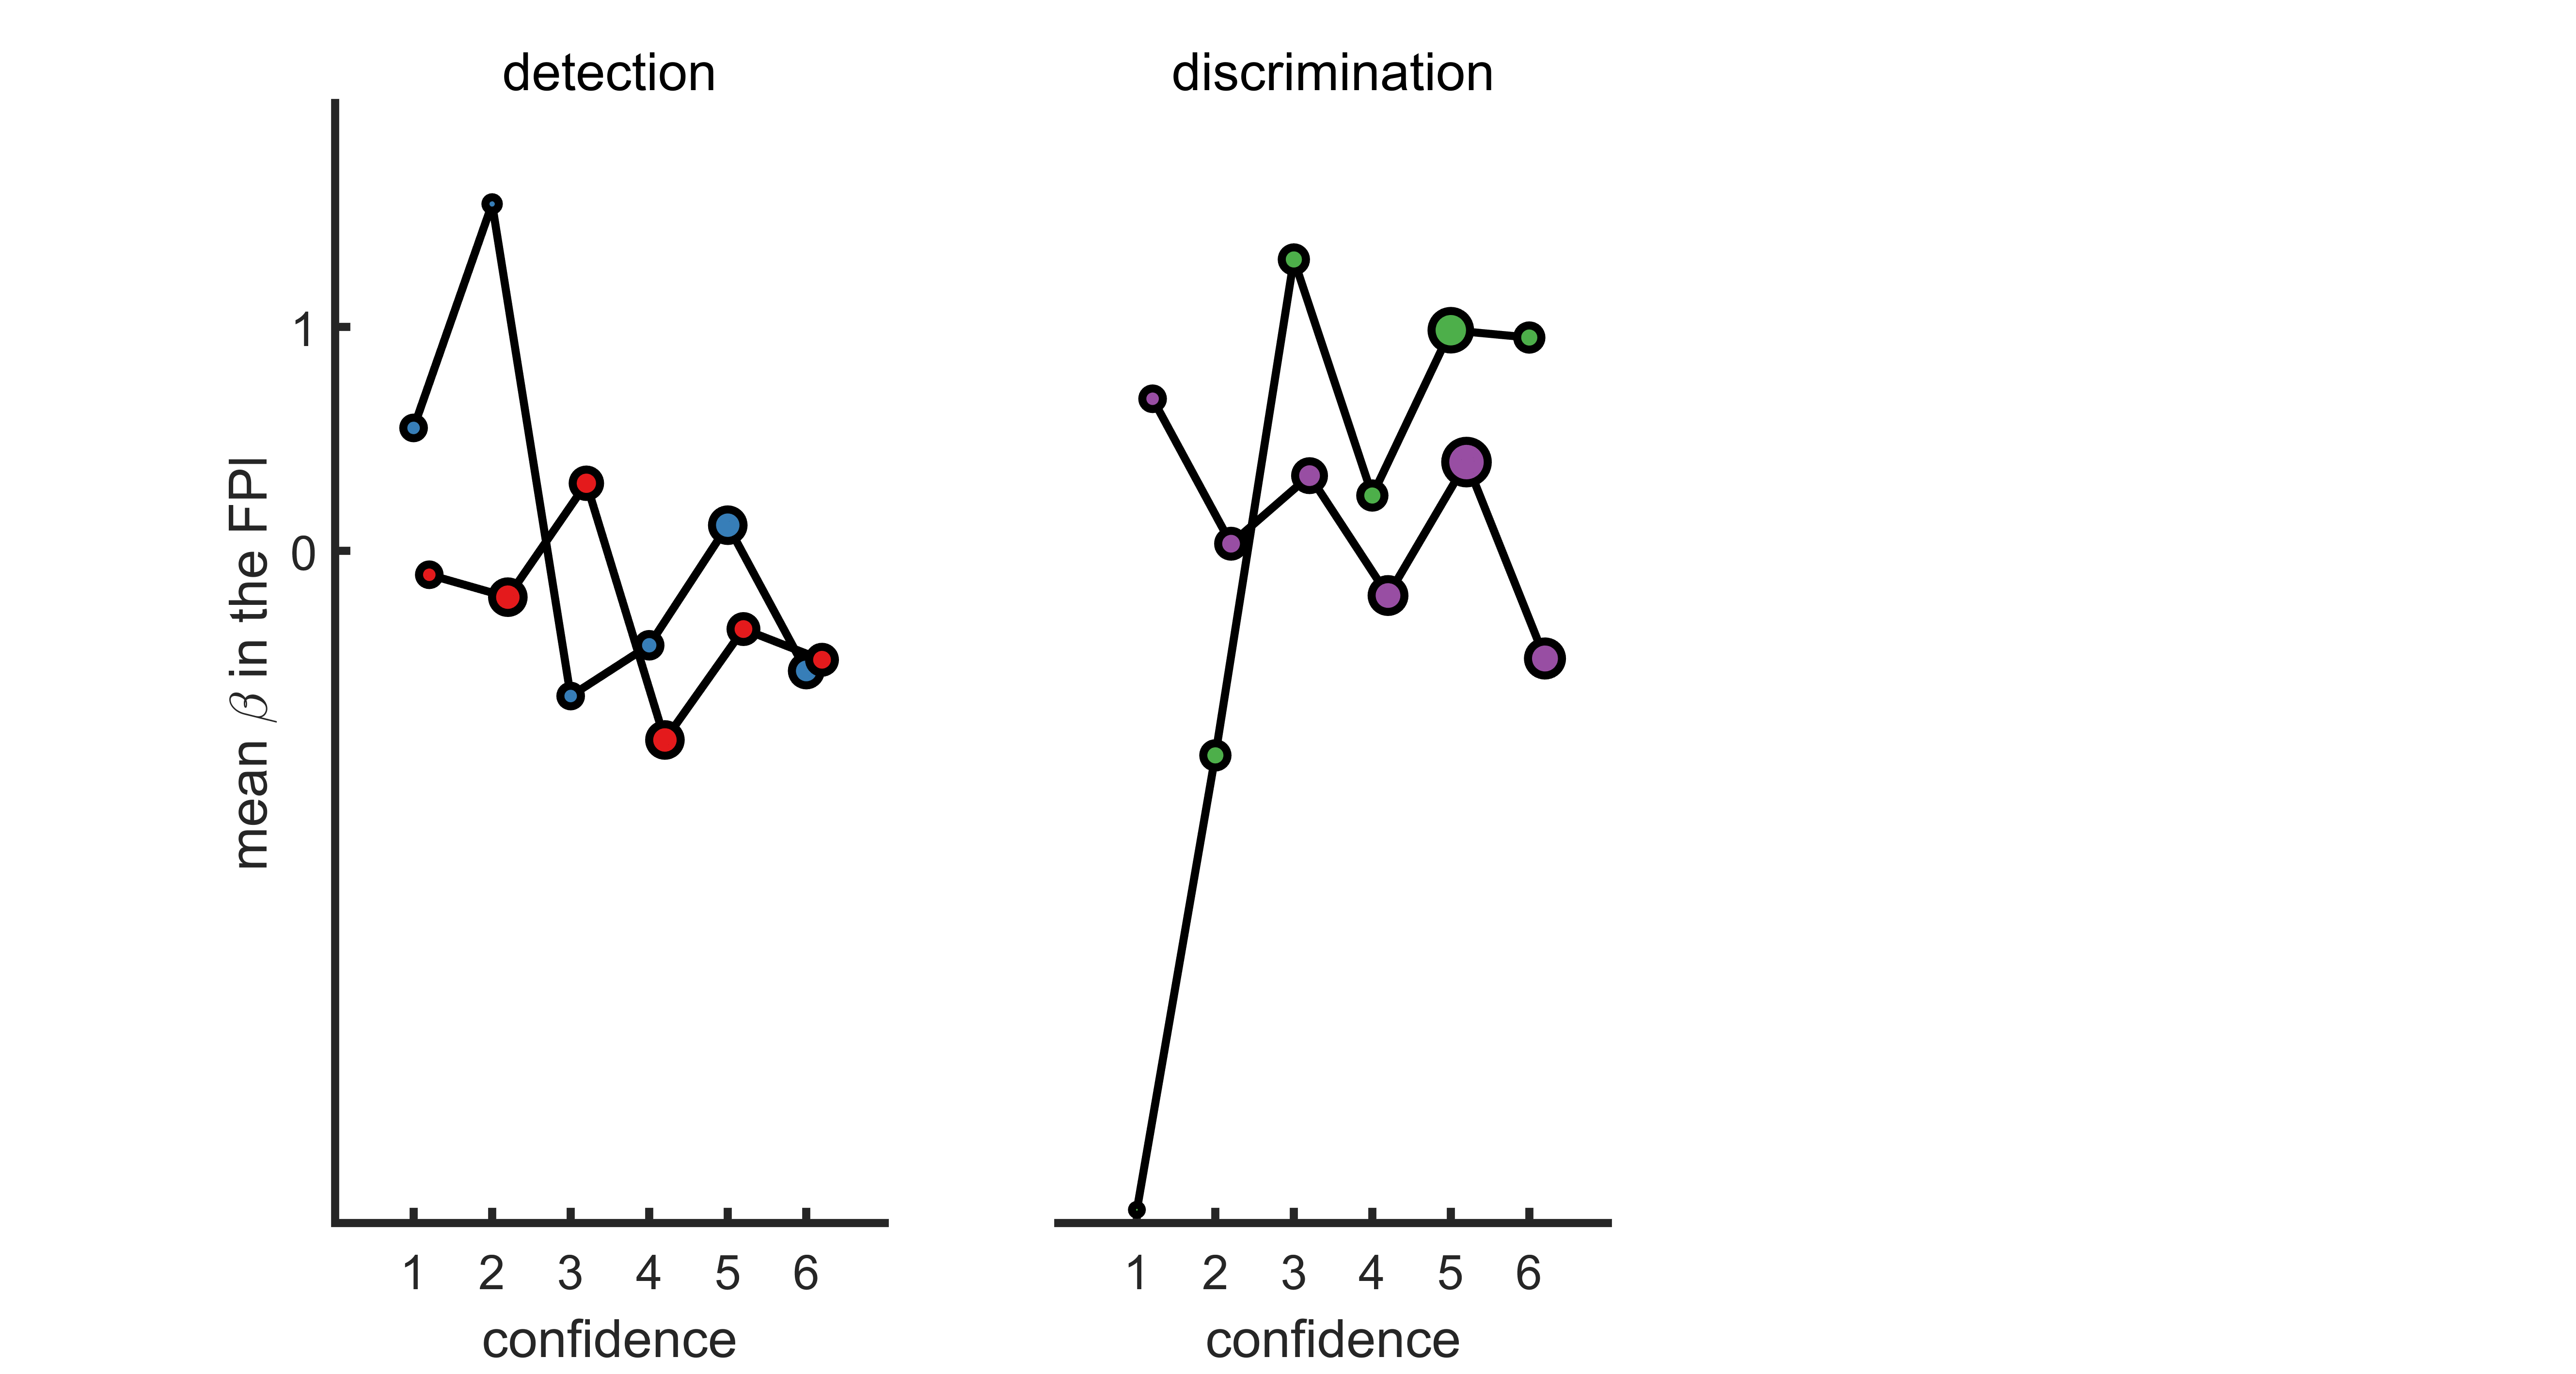 detection
discrimination
mean β in the FPI
1
0
1 2 3 4 5 6
1 2 3 4 5 6
confidence
confidence